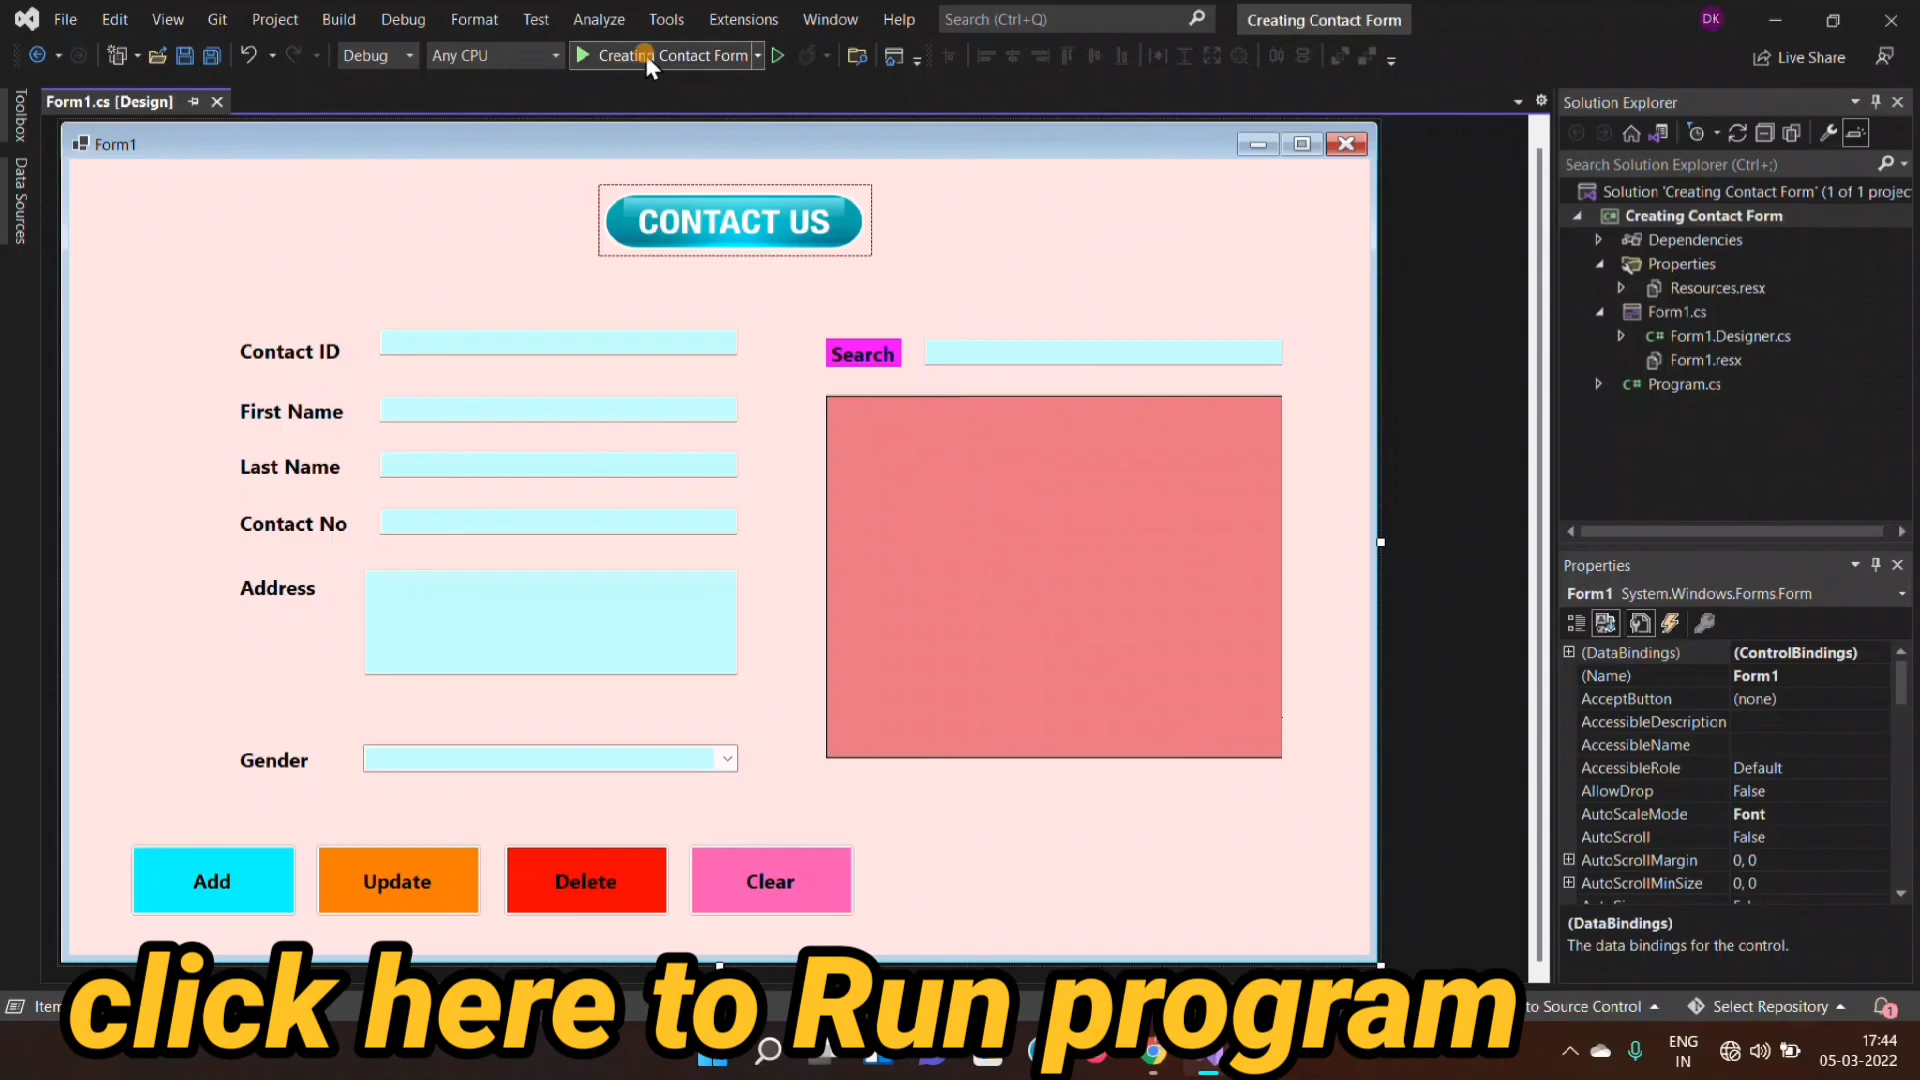 File Edit View Git Project Build Debug Format Test Analyze Tools Extensions Window Help Search (Ctrl+Q) Creating Contact Form DK
Debug Any CPU Creating Contact Form Live Share
Toolbox
Data Sources
Form1.cs [Design]
Form1
CONTACT US
Contact ID
First Name
Last Name
Contact No
Address
Gender
Search
Add Update Delete Clear
Solution Explorer
Search Solution Explorer (Ctrl+;)
Solution 'Creating Contact Form' (1 of 1 projec
Creating Contact Form
Dependencies
Properties
Resources.resx
Form1.cs
C# Form1.Designer.cs
Form1.resx
C# Program.cs
Properties
Form1 System.Windows.Forms.Form
(DataBindings) (ControlBindings)
(Name) Form1
AcceptButton (none)
AccessibleDescription
AccessibleName
AccessibleRole Default
AllowDrop False
AutoScaleMode Font
AutoScroll False
AutoScrollMargin 0, 0
AutoScrollMinSize 0, 0
(DataBindings)
The data bindings for the control.
click here to Run program
Item to Source Control Select Repository 1
ENG
IN
17:44
05-03-2022